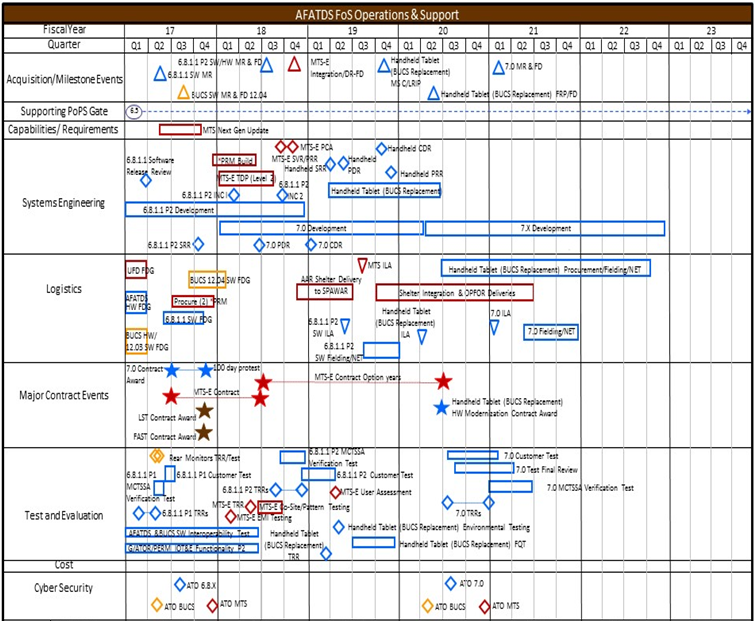 AFATDS FoS Operations & Support
FiscalYear 17 18 19 20 21 22 23
Quarter Q1 Q2 Q3 Q4 Q1 Q2 Q3 Q4 Q1 Q2 Q3 Q4 Q1 Q2 Q3 Q4 Q1 Q2 Q3 Q4 Q1 Q2 Q3 Q4 Q1 Q2 Q3 Q4
Acquisition/Milestone Events
6.8.1.1 P2 SW/HW MR & FD
6.8.1.1 SW MR
BUCS SW MR & FD 12.04
MTS-E
Integration/DR-FD
Handheld Tablet
(BUCS Replacement)
MS C/LRIP
7.0 MR & FD
Handheld Tablet (BUCS Replacement) FRP/FD
Supporting PoPS Gate
Capabilities/ Requirements
MTS Next Gen Update
Systems Engineering
6.8.1.1 Software
Release Review
*PRM Build
MTS-E TDP (Level 2)
MTS-E PCA
MTS-E SVR/PRR
Handheld SRR
Handheld
PDR
Handheld CDR
Handheld PRR
6.8.1.1 P2 INC 1
6.8.1.1 P2
INC 2
Handheld Tablet (BUCS Replacement)
6.8.1.1 P2 Development
7.0 Development
7.X Development
6.8.1.1 P2 SRR
7.0 PDR
7.0 CDR
Logistics
UFD FDG
BUCS 12.04 SW FDG
AFATDS
HW FDG
Procure (2) *PRM
6.8.1.1 SW FDG
BUCS HW/
12.03 SW FDG
AAR Shelter Delivery
to SPAWAR
MTS ILA
Handheld Tablet (BUCS Replacement) Procurement/Fielding/NET
Shelter Integration & OPFOR Deliveries
6.8.1.1 P2
SW ILA
Handheld Tablet
(BUCS Replacement)
ILA
7.0 ILA
7.0 Fielding/NET
6.8.1.1 P2
SW Fielding/NET
Major Contract Events
7.0 Contract
Award
100 day protest
MTS-E Contract
MTS-E Contract Option years
LST Contract Award
FAST Contract Award
Handheld Tablet (BUCS Replacement)
HW Modernization Contract Award
Test and Evaluation
Rear Monitors TRR/Test
6.8.1.1 P1
MCTSSA
Verification Test
6.8.1.1 P1 Customer Test
6.8.1.1 P1 TRRs
6.8.1.1 P2 MCTSSA
Verification Test
6.8.1.1 P2 Customer Test
6.8.1.1 P2 TRRs
MTS-E User Assessment
MTS-E TRR
MTS-E Co-Site/Pattern Testing
MTS-E EMI Testing
AFATDS & BUCS SW Interoperability Test
G/ATOR/PERM IOT&E Functionality P2
Handheld Tablet
(BUCS Replacement)
TRR
Handheld Tablet (BUCS Replacement) Environmental Testing
Handheld Tablet (BUCS Replacement) FQT
7.0 Customer Test
7.0 Test Final Review
7.0 MCTSSA Verification Test
7.0 TRRs
Cost
Cyber Security
ATO 6.8.X
ATO BUCS
ATO MTS
ATO 7.0
ATO BUCS
ATO MTS